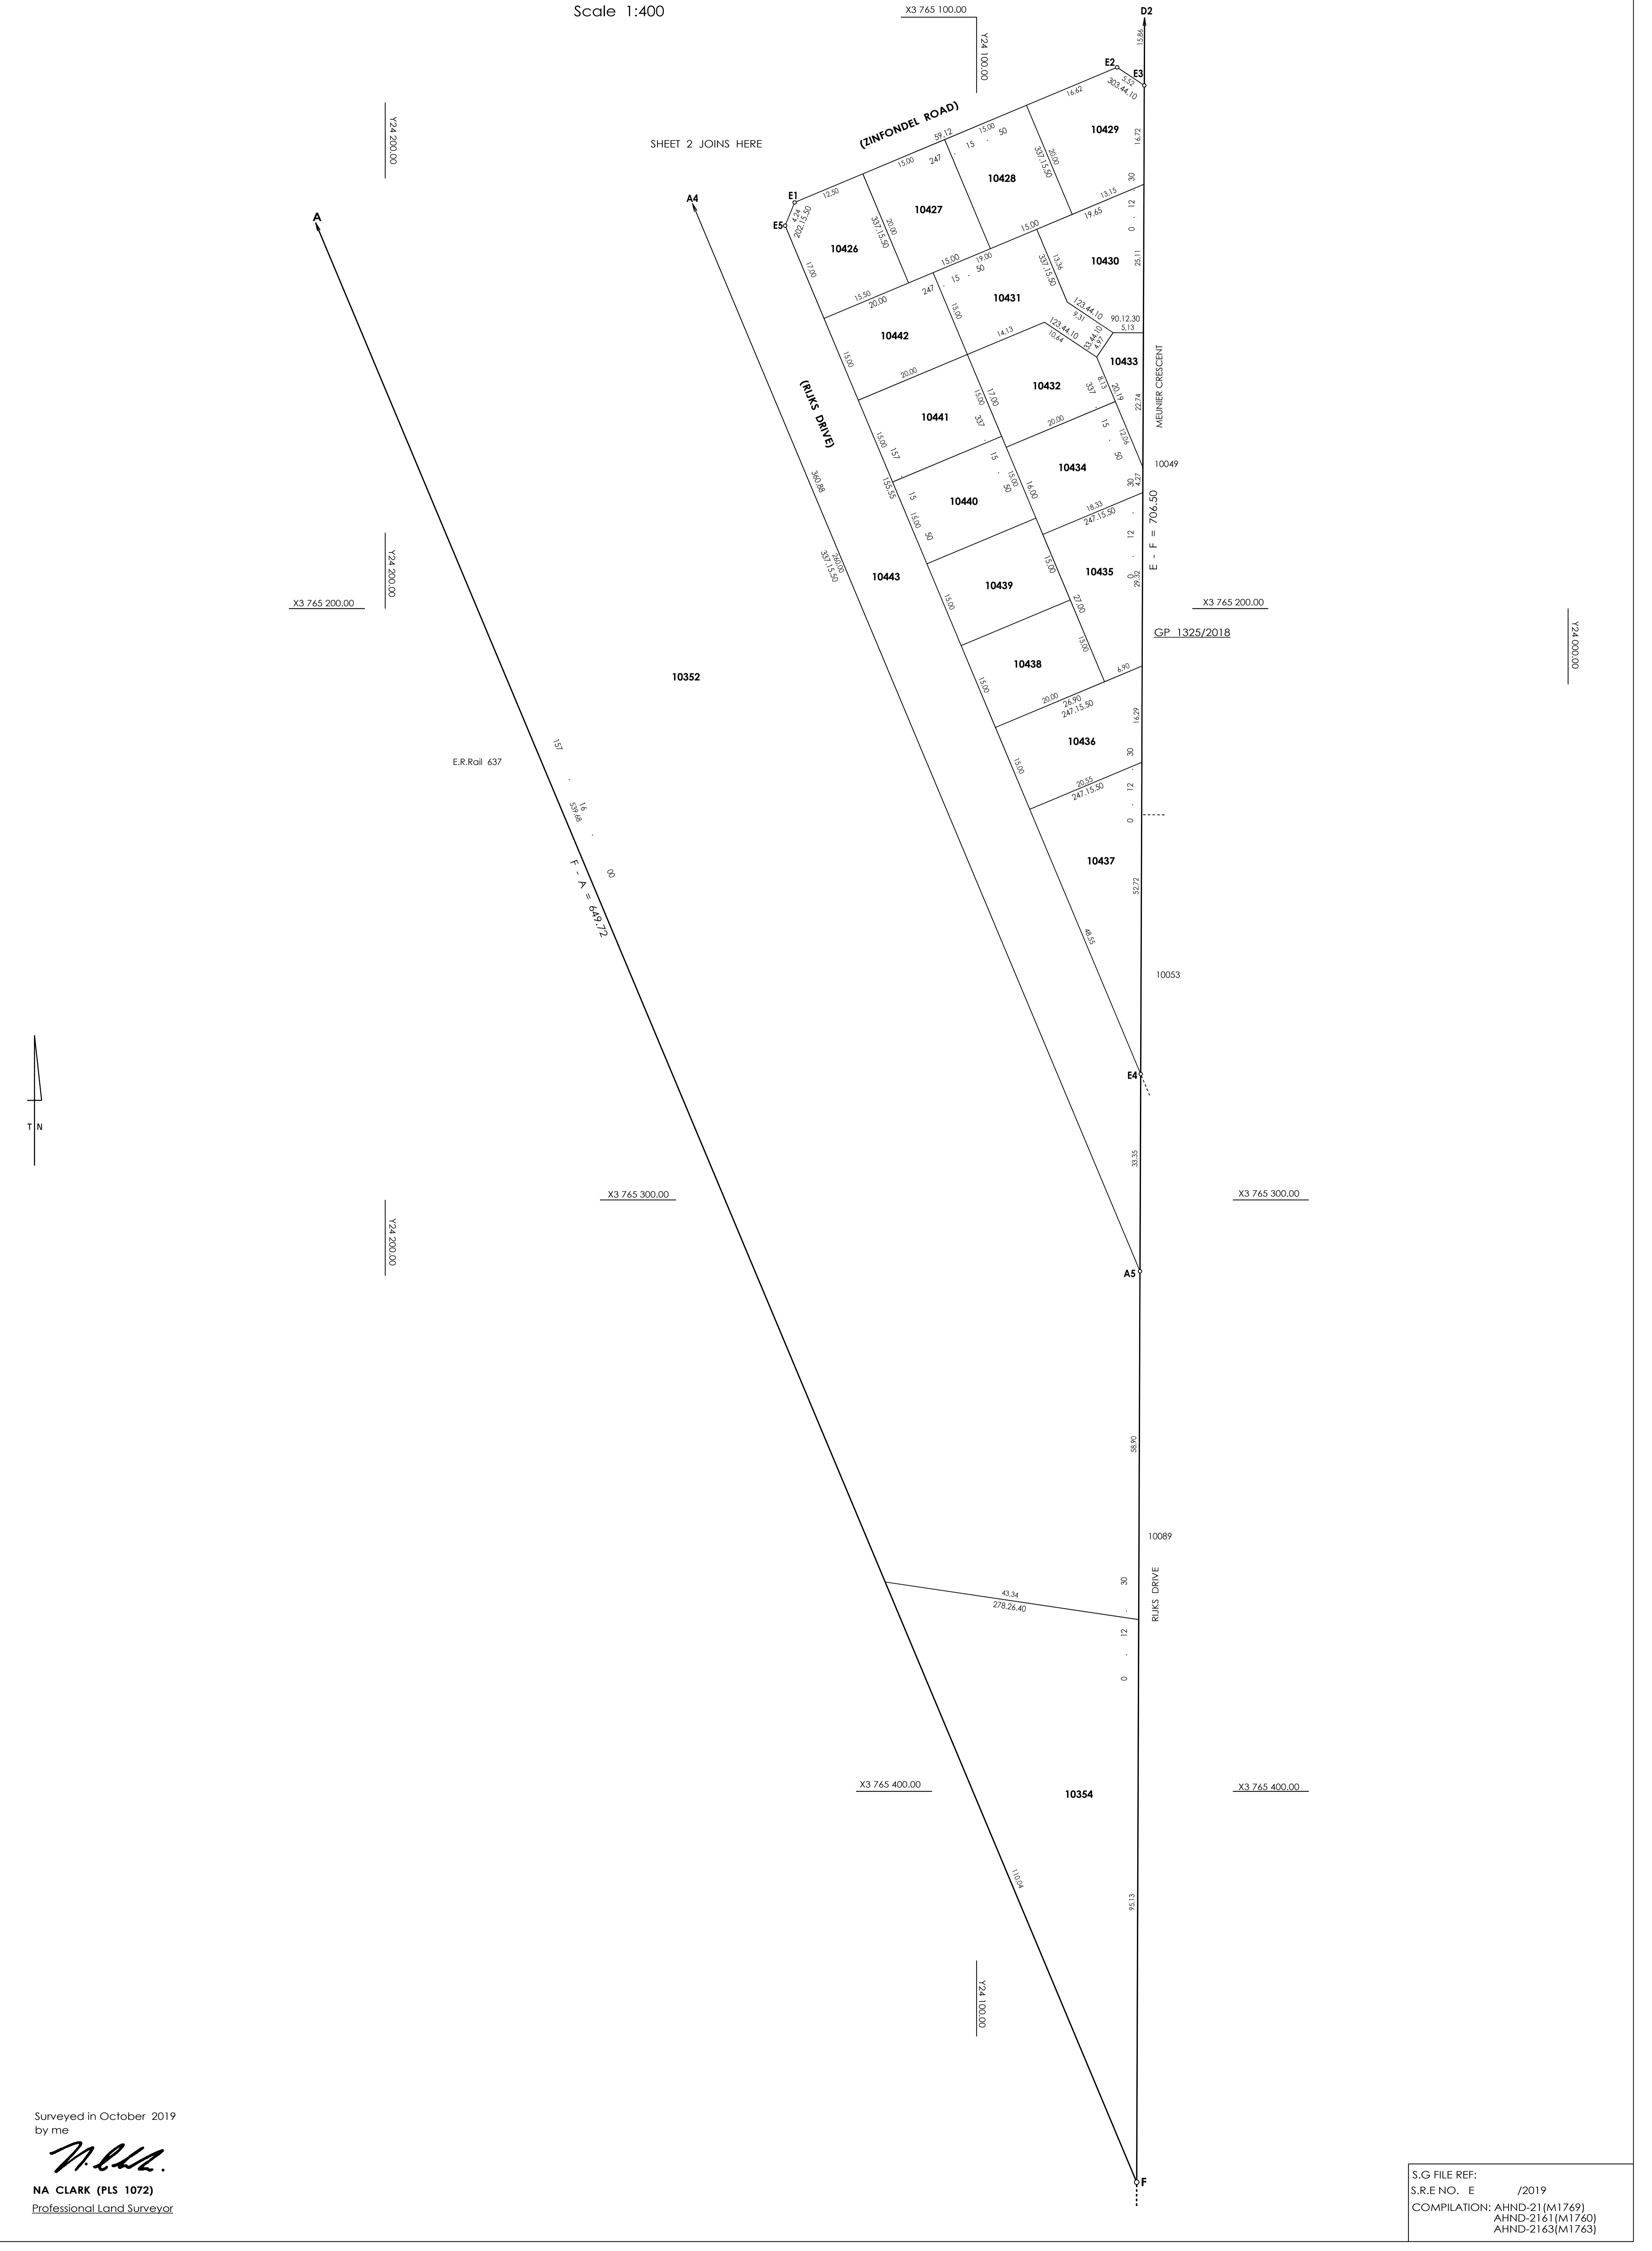 Scale 1:400
X3 765 100.00
Y24 100.00
D2
15,86
E2
E3
5,52
303.44.10
Y24 200.00
SHEET 2 JOINS HERE
(ZINFONDEL ROAD)
59,12
247 . 15 . 50
16,62
15,00
15,00
12,50
10429
16,72
10428
20,00
337.15.50
10427
20,00
337.15.50
13,15
19,65
A
A4
E1
E5
4,24
202.15.50
10426
17,00
15,50
20,00
15,00
19,00
15,00
247 . 15 . 50
0 . 12 . 30
25,11
10430
13,36
337.15.50
10431
15,00
123.44.10
9,31
90.12.30
5,13
123.44.10
10,64
33.44.10
4,97
14,13
10442
15,00
20,00
10433
10432
8,13
20,19
337 . 15 . 50
12,06
22,74
MEUNIER CRESCENT
(RIJKS DRIVE)
15,00
17,00
337 . 15 . 50
10441
20,00
15,00
157 . 15 . 50
155,55
10434
10049
4,27
360,88
10440
15,00
15,00
16,00
18,33
247.15.50
E - F = 706.50
0 . 12 . 30
29,32
Y24 200.00
260,00
337.15.50
10443
10439
15,00
10435
15,00
27,00
X3 765 200.00
X3 765 200.00
GP 1325/2018
Y24 000.00
10438
15,00
15,00
6,90
20,00
26,90
247.15.50
10352
16,29
10436
15,00
20,55
247.15.50
0 . 12 . 30
E.R.Rail 637
157 . 16 . 00
539,68
F - A = 649.72
10437
52,72
48,55
10053
T N
E4
33,35
X3 765 300.00
X3 765 300.00
Y24 200.00
A5
58,90
10089
43,34
278.26.40
0 . 12 . 30
RIJKS DRIVE
X3 765 400.00
X3 765 400.00
10354
110,04
95,13
Y24 100.00
F
Surveyed in October 2019
by me
NA CLARK (PLS 1072)
Professional Land Surveyor
S.G FILE REF:
S.R.E NO. E /2019
COMPILATION: AHND-21(M1769)
AHND-2161(M1760)
AHND-2163(M1763)